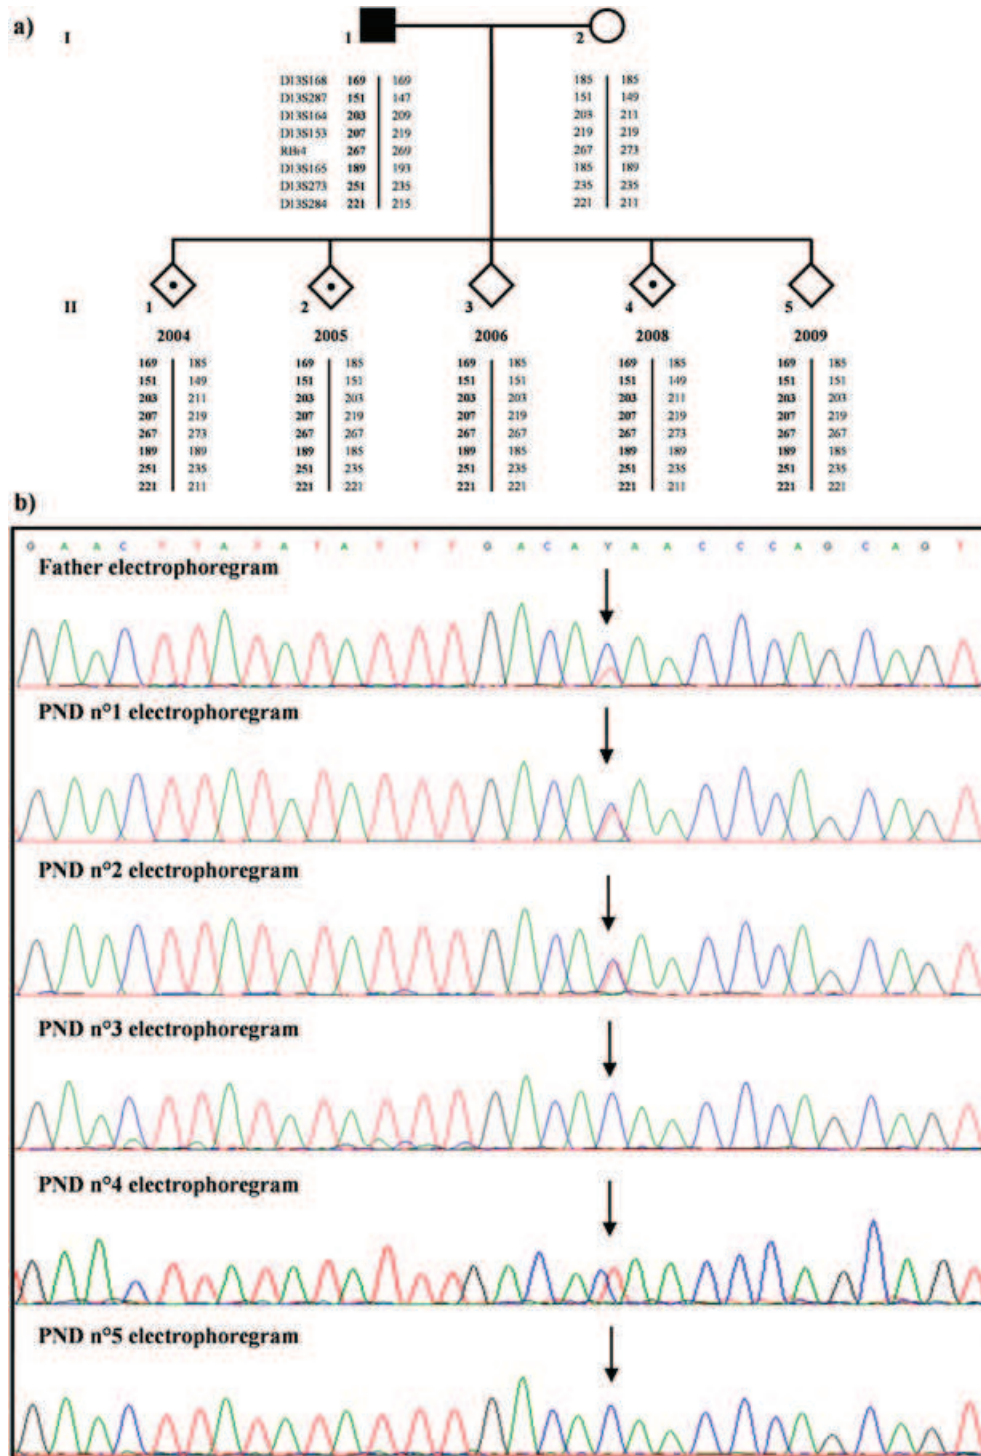 a)
I
1
2
D13S168 169 169 185 185
D13S287 151 147 151 149
D13S164 203 209 203 211
D13S153 207 219 219 219
RBi4 267 269 267 273
D13S165 189 193 185 189
D13S273 251 235 235 235
D13S284 221 215 221 211
II
1 2 3 4 5
2004 2005 2006 2008 2009
169 185 169 185 169 185 169 185 169 185
151 149 151 151 151 151 151 149 151 151
203 211 203 203 203 203 203 211 203 203
207 219 207 219 207 219 207 219 207 219
267 273 267 267 267 267 267 273 267 267
189 189 189 185 189 185 189 189 189 185
251 235 251 235 251 235 251 235 251 235
221 211 221 221 221 221 221 211 221 221
b)
G A A C T T A T A T A T T T G A C A Y A A C C C A G C A G T
Father electrophoregram
PND n°1 electrophoregram
PND n°2 electrophoregram
PND n°3 electrophoregram
PND n°4 electrophoregram
PND n°5 electrophoregram